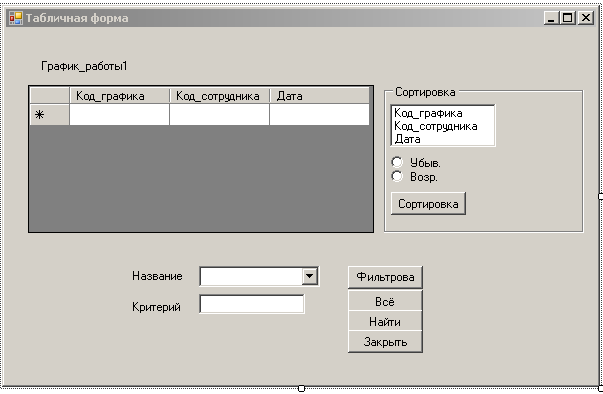 Табличная форма
График_работы1
Код_графика Код_сотрудника Дата
Сортировка
Код_графика
Код_сотрудника
Дата
Убыв.
Возр.
Сортировка
Название
Фильтрова
Критерий
Всё
Найти
Закрыть